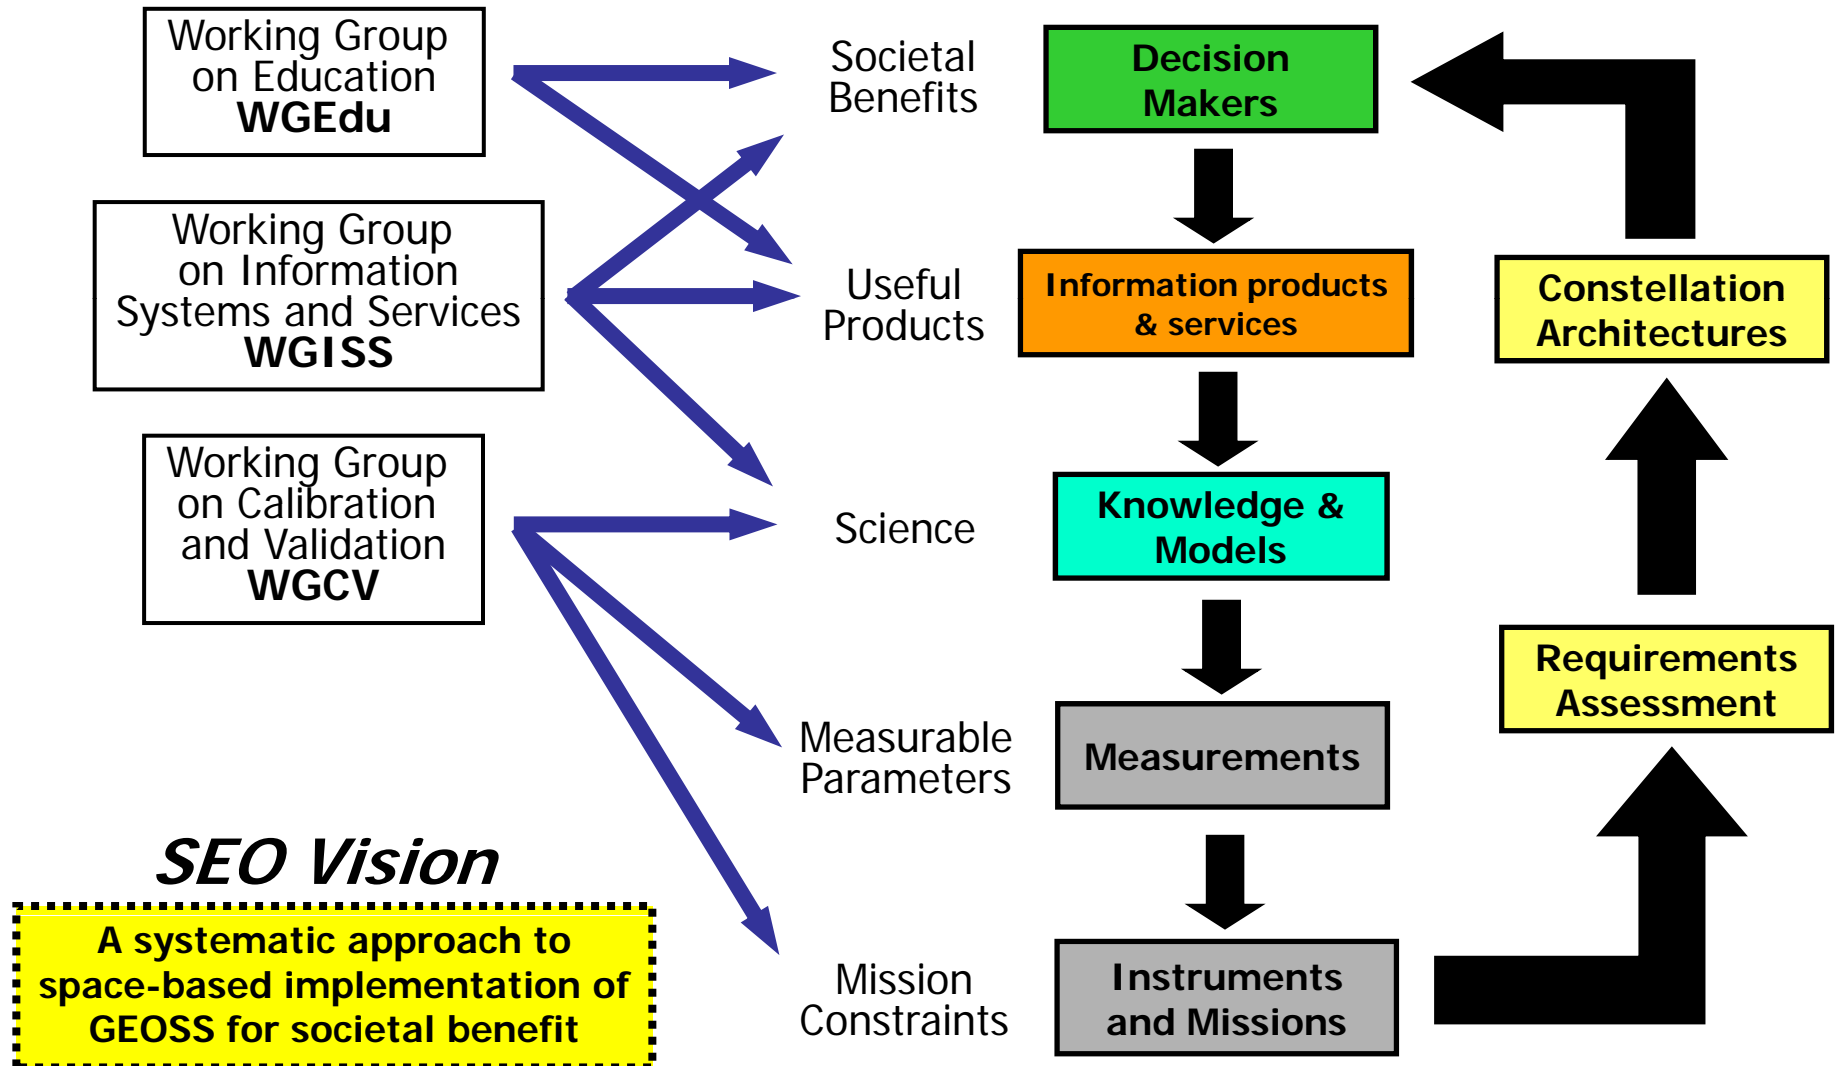 Working Group
on Education
WGEdu
Working Group
on Information
Systems and Services
WGISS
Working Group
on Calibration
and Validation
WGCV
SEO Vision
A systematic approach to
space-based implementation of
GEOSS for societal benefit
Societal
Benefits
Useful
Products
Science
Measurable
Parameters
Mission
Constraints
Decision
Makers
Information products
& services
Knowledge &
Models
Measurements
Instruments
and Missions
Constellation
Architectures
Requirements
Assessment